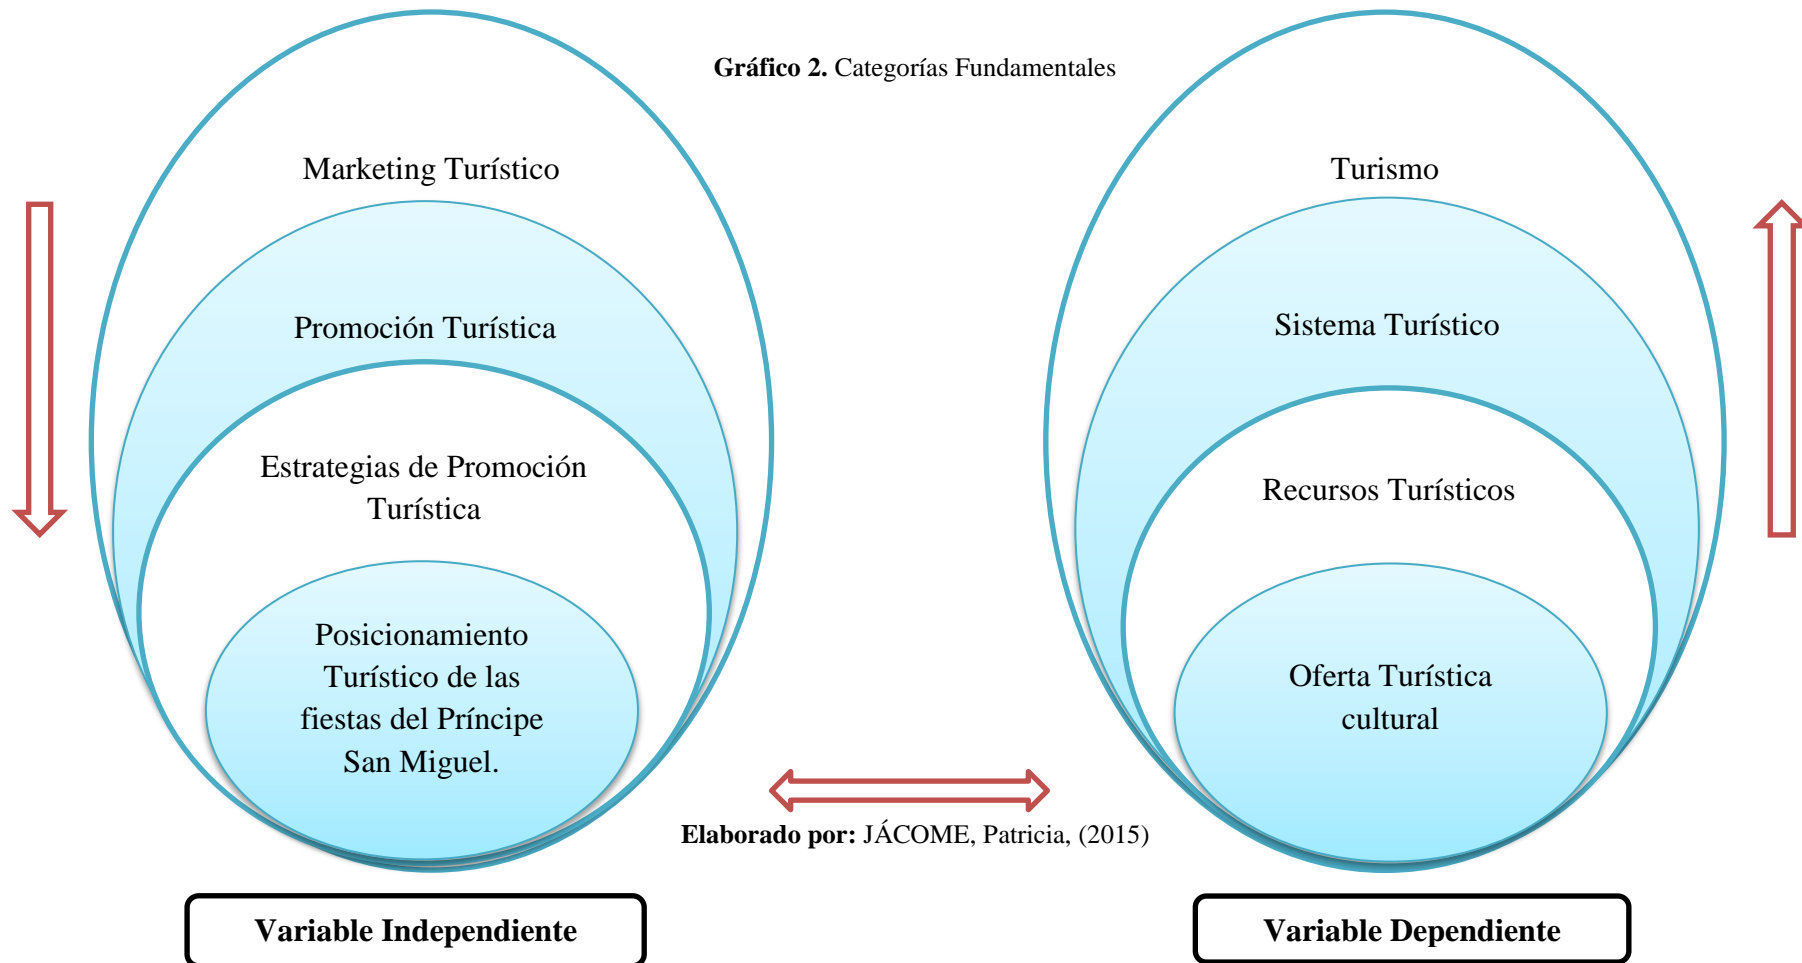 Gráfico 2. Categorías Fundamentales
Marketing Turístico
Promoción Turística
Estrategias de Promoción
Turística
Posicionamiento
Turístico de las
fiestas del Príncipe
San Miguel.
Turismo
Sistema Turístico
Recursos Turísticos
Oferta Turística
cultural
Elaborado por: JÁCOME, Patricia, (2015)
Variable Independiente
Variable Dependiente